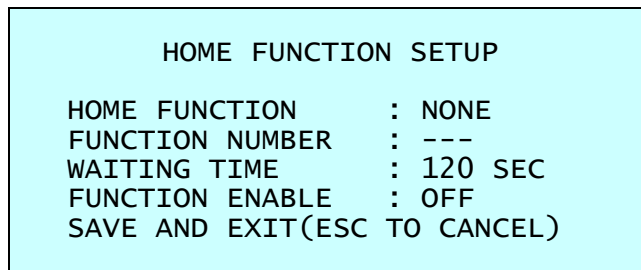 HOME FUNCTION SETUP
HOME FUNCTION : NONE
FUNCTION NUMBER : ---
WAITING TIME : 120 SEC
FUNCTION ENABLE : OFF
SAVE AND EXIT(ESC TO CANCEL)